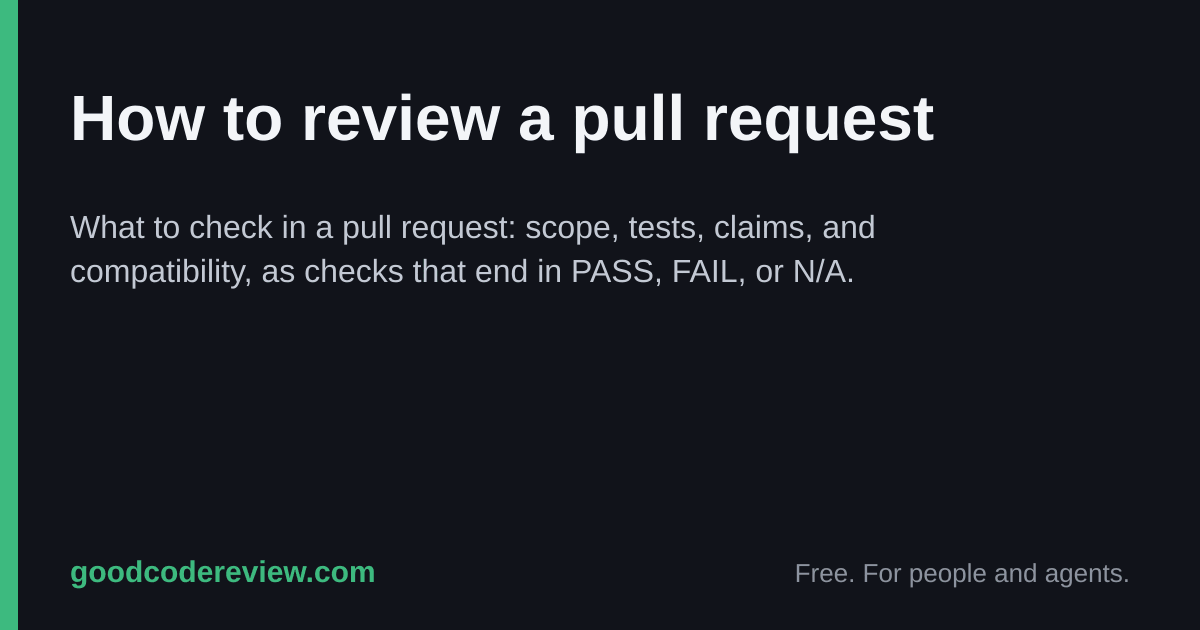 How to review a pull request
What to check in a pull request: scope, tests, claims, and
compatibility, as checks that end in PASS, FAIL, or N/A.
goodcodereview.com
Free. For people and agents.